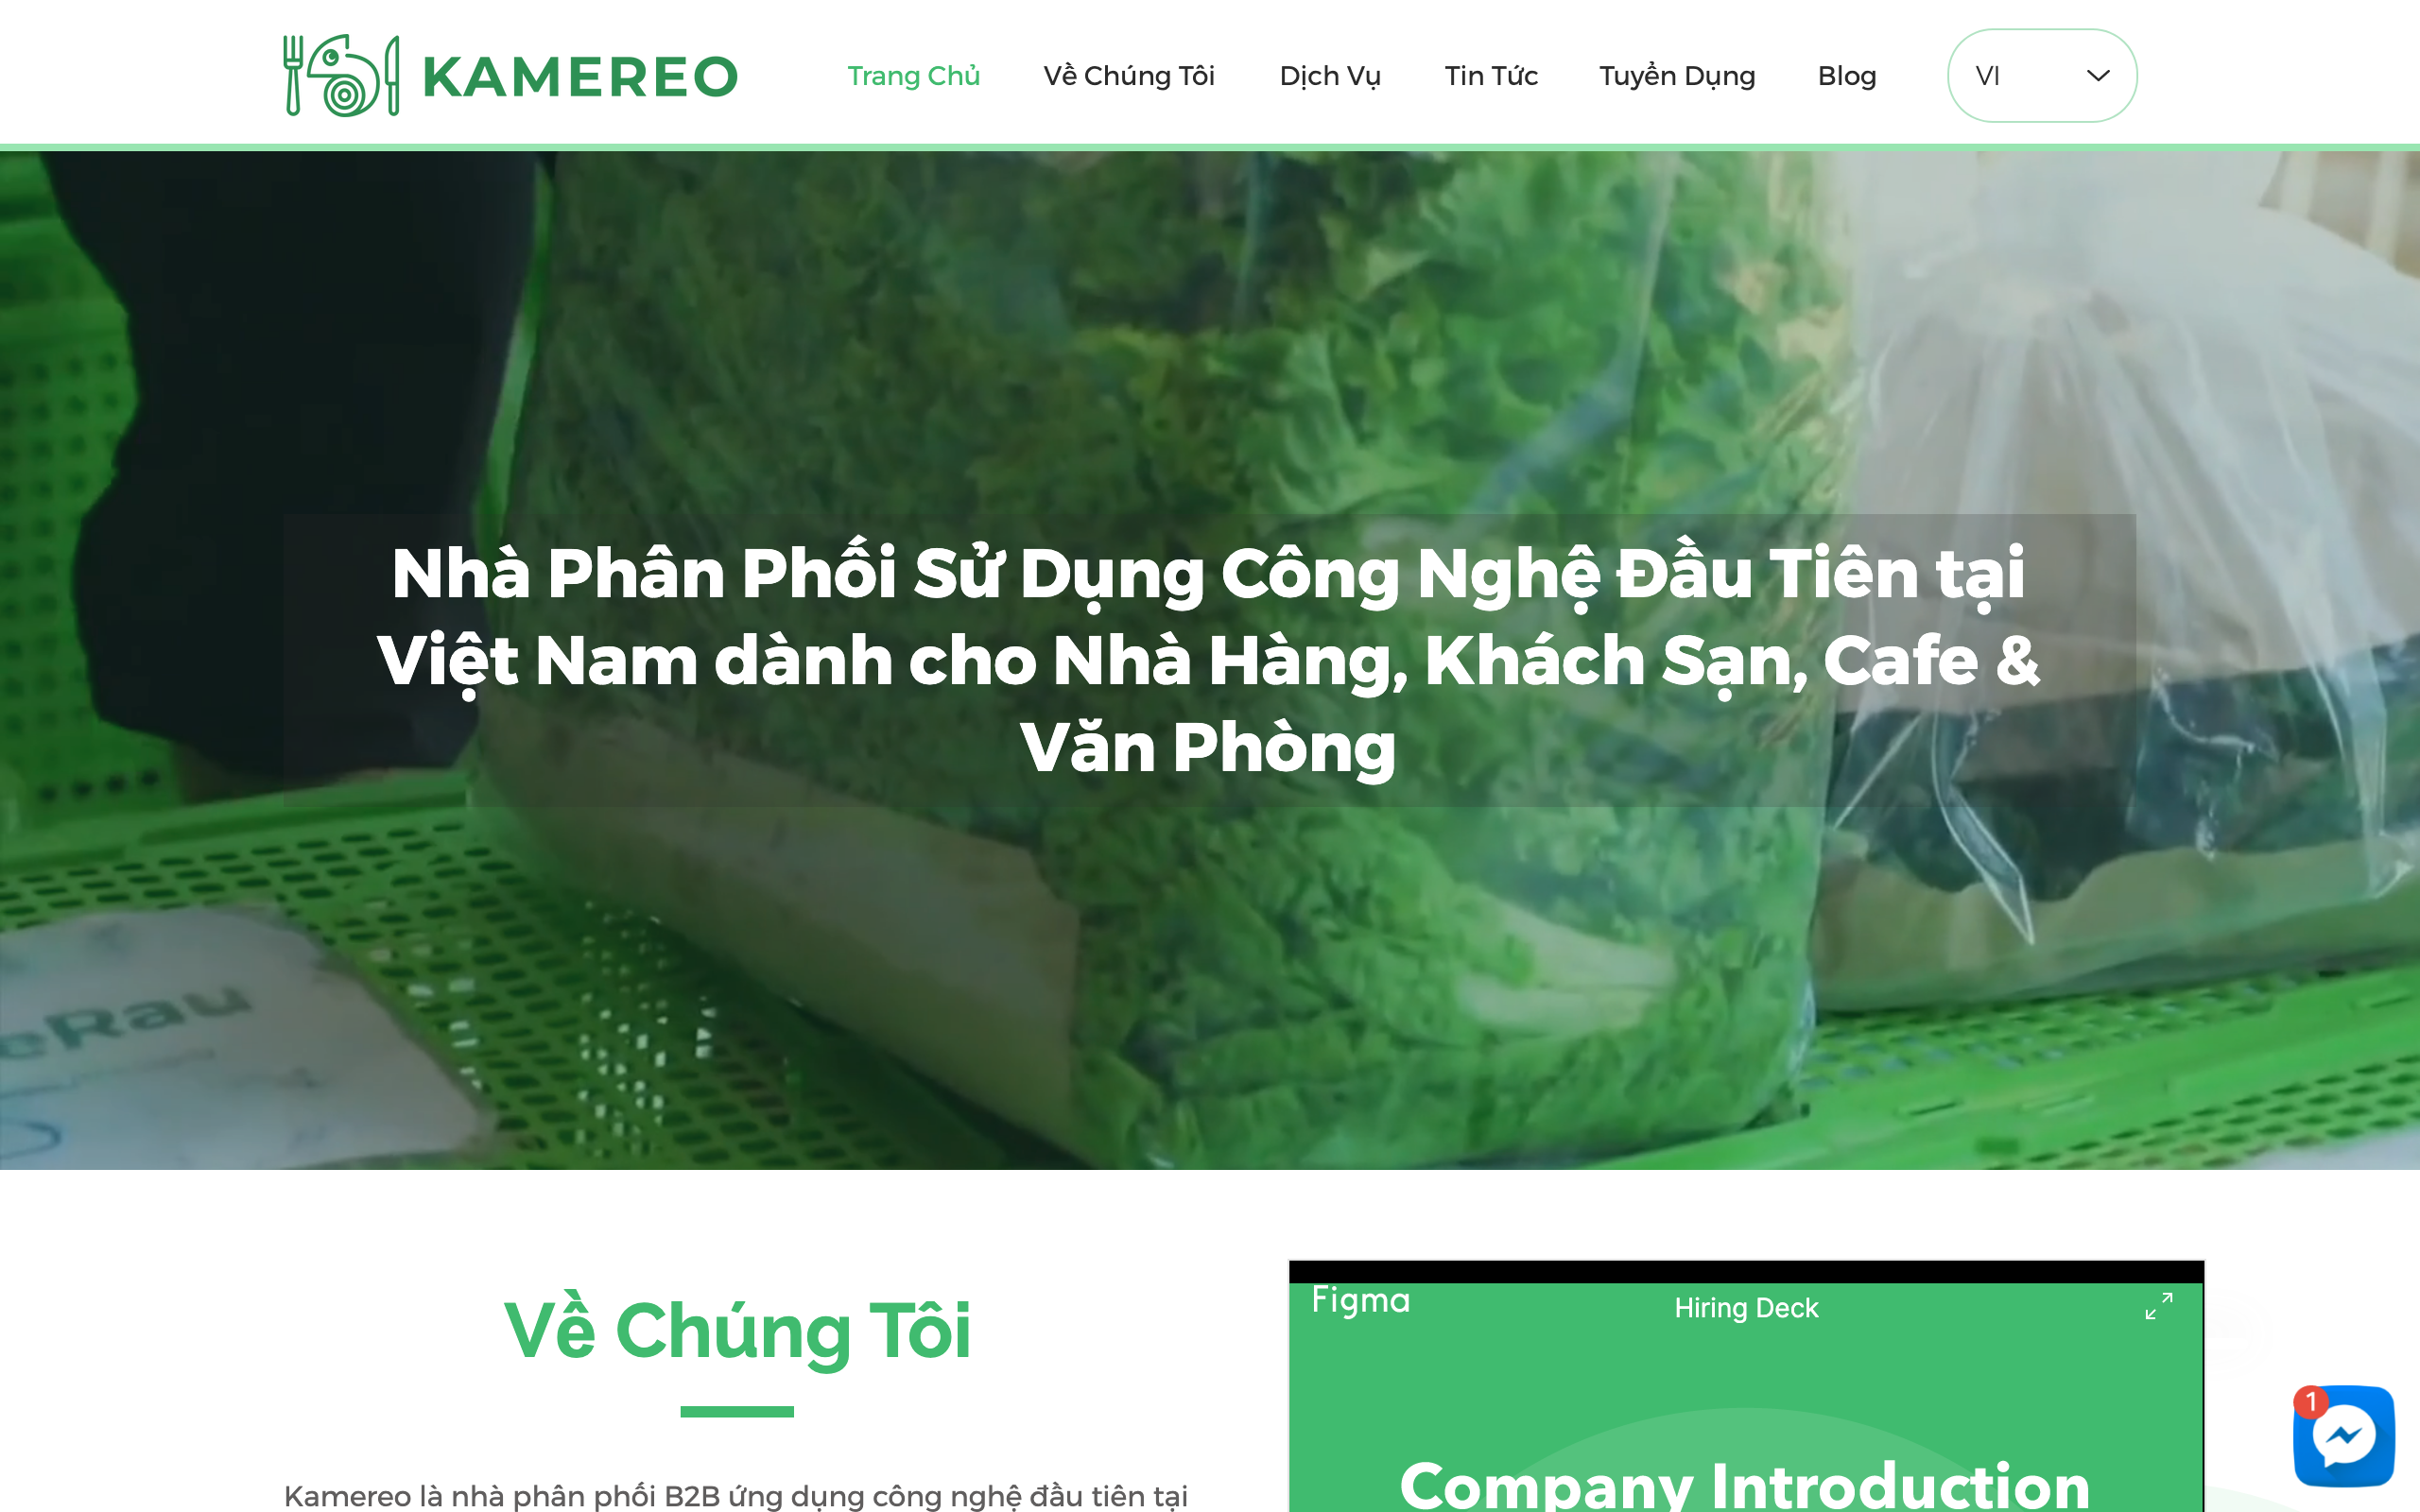 KAMEREO
Trang Chủ
Về Chúng Tôi
Dịch Vụ
Tin Tức
Tuyển Dụng
Blog
VI
Nhà Phân Phối Sử Dụng Công Nghệ Đầu Tiên tại
Việt Nam dành cho Nhà Hàng, Khách Sạn, Cafe &
Văn Phòng
eRau
Về Chúng Tôi
Kamereo là nhà phân phối B2B ứng dụng công nghệ đầu tiên tại
Figma
Hiring Deck
Company Introduction
1